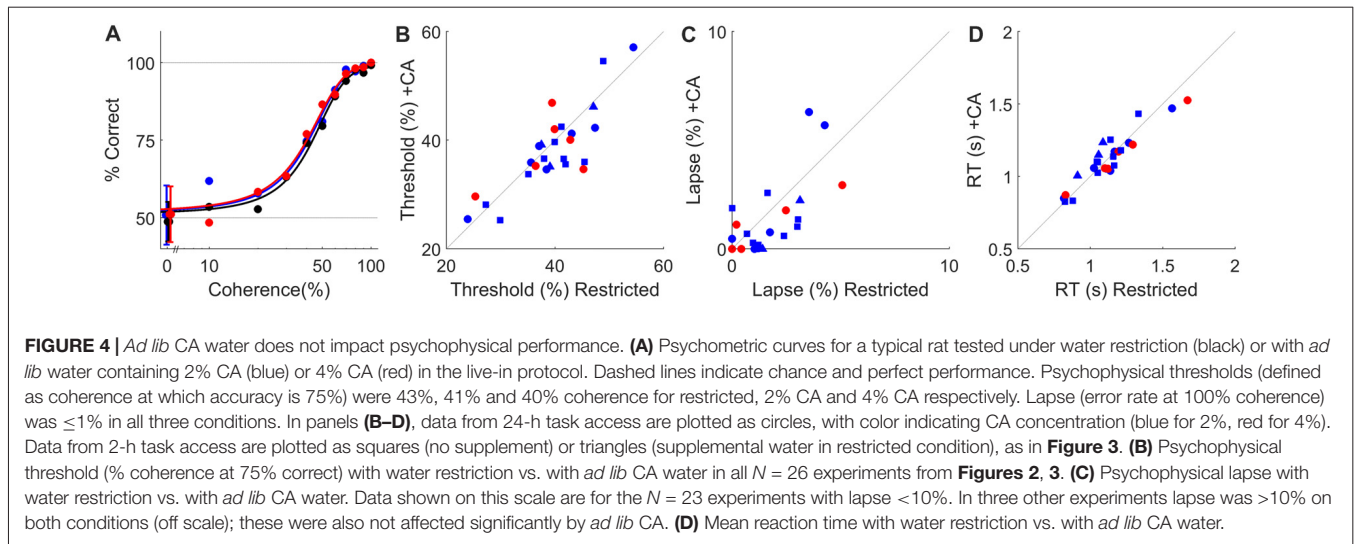 A
B
C
D
100
75
50
% Correct
0
10
50
100
Coherence(%)
60
40
20
Threshold (%) +CA
20
40
60
Threshold (%) Restricted
10
0
Lapse (%) +CA
0
10
Lapse (%) Restricted
2
1.5
1
0.5
RT (s) +CA
0.5
1
1.5
2
RT (s) Restricted
FIGURE 4 | Ad lib CA water does not impact psychophysical performance. (A) Psychometric curves for a typical rat tested under water restriction (black) or with ad
lib water containing 2% CA (blue) or 4% CA (red) in the live-in protocol. Dashed lines indicate chance and perfect performance. Psychophysical thresholds (defined
as coherence at which accuracy is 75%) were 43%, 41% and 40% coherence for restricted, 2% CA and 4% CA respectively. Lapse (error rate at 100% coherence)
was ≤1% in all three conditions. In panels (B–D), data from 24-h task access are plotted as circles, with color indicating CA concentration (blue for 2%, red for 4%).
Data from 2-h task access are plotted as squares (no supplement) or triangles (supplemental water in restricted condition), as in Figure 3. (B) Psychophysical
threshold (% coherence at 75% correct) with water restriction vs. with ad lib CA water in all N = 26 experiments from Figures 2, 3. (C) Psychophysical lapse with
water restriction vs. with ad lib CA water. Data shown on this scale are for the N = 23 experiments with lapse <10%. In three other experiments lapse was >10% on
both conditions (off scale); these were also not affected significantly by ad lib CA. (D) Mean reaction time with water restriction vs. with ad lib CA water.